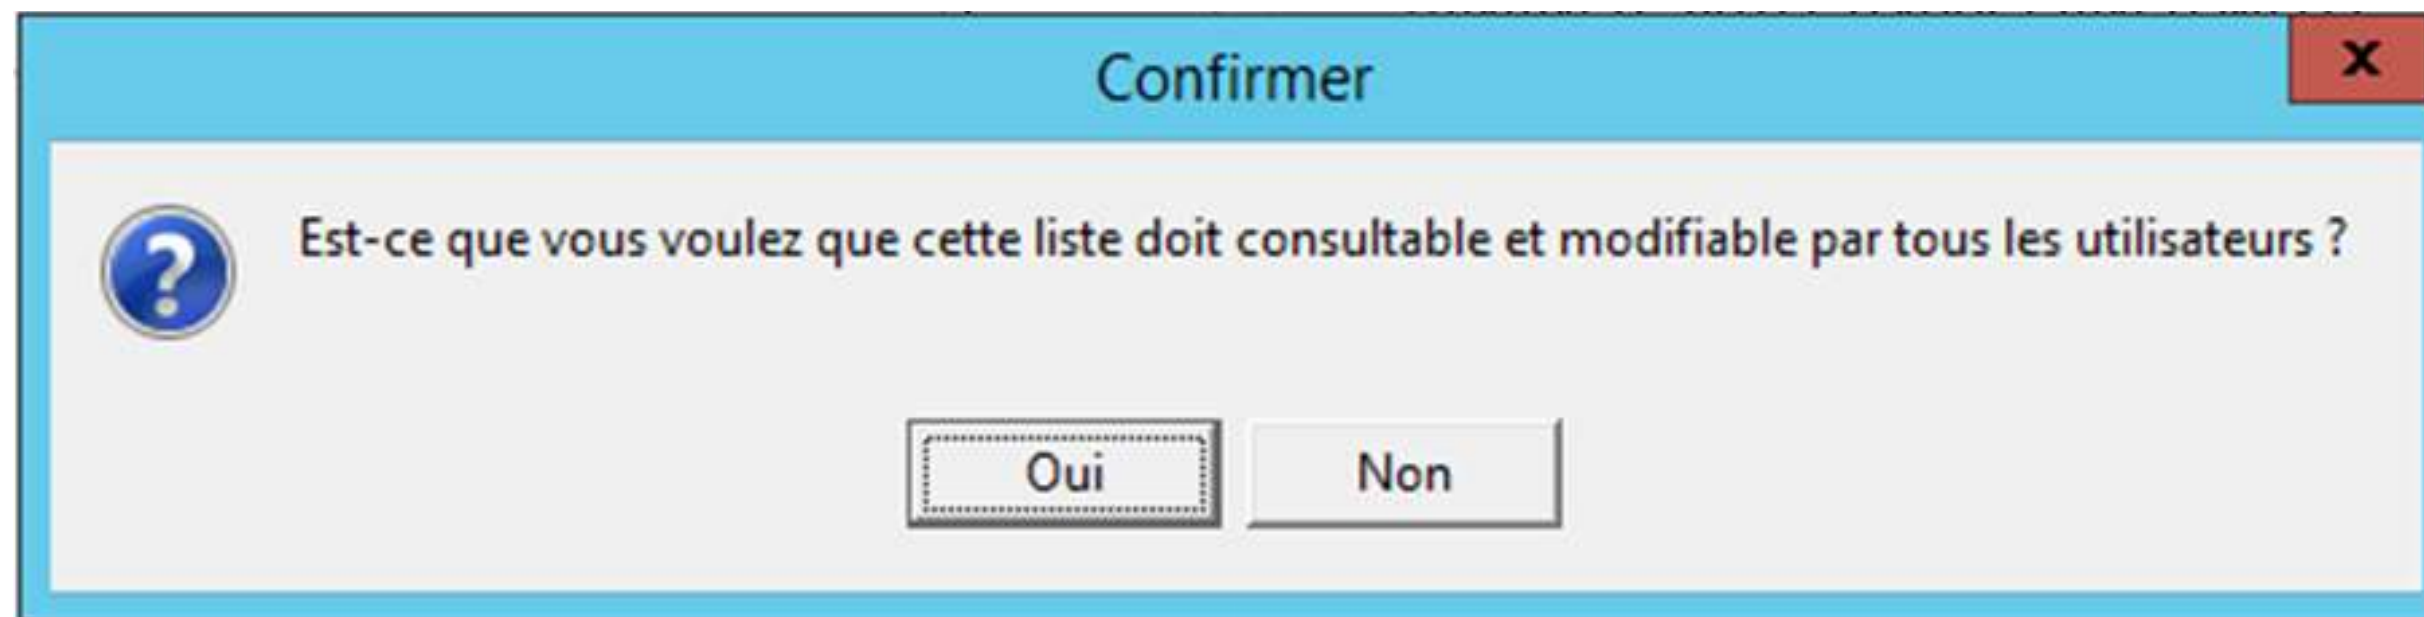 Confirmer
x
Est-ce que vous voulez que cette liste doit consultable et modifiable par tous les utilisateurs ?
Oui
Non